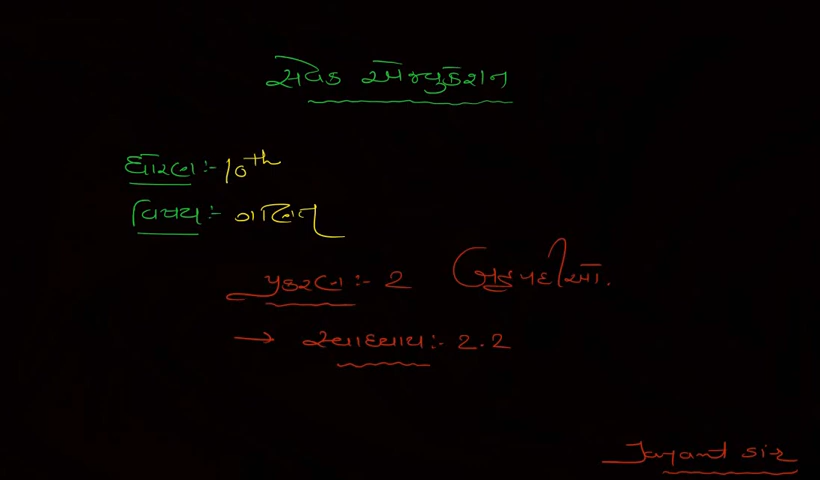 સેવક એજ્યુકેશન
ધોરણ :- 10th
વિષય :- ગણિત
પ્રકરણ :- 2 બહુપદીઓ.
→ સ્વાધ્યાય :- 2.2
Jayant sir